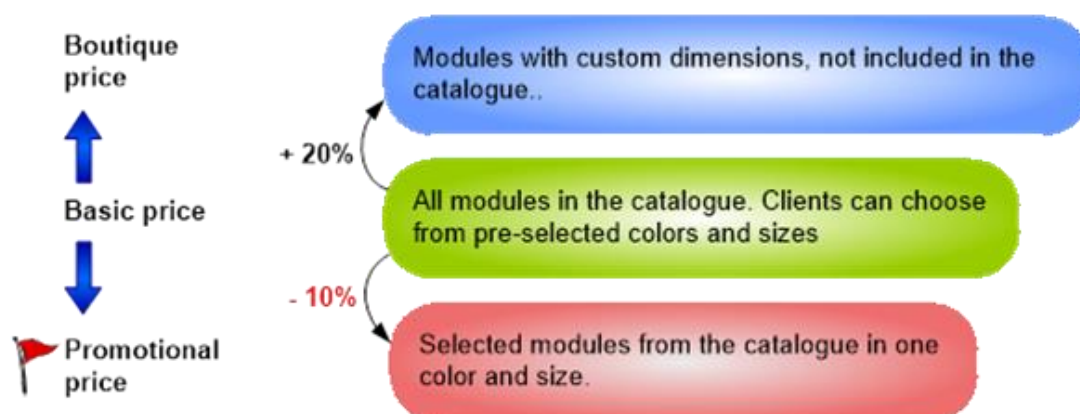 Boutique
price
Modules with custom dimensions, not included in the
catalogue..
+ 20%
Basic price
All modules in the catalogue. Clients can choose
from pre-selected colors and sizes
- 10%
Promotional
price
Selected modules from the catalogue in one
color and size.